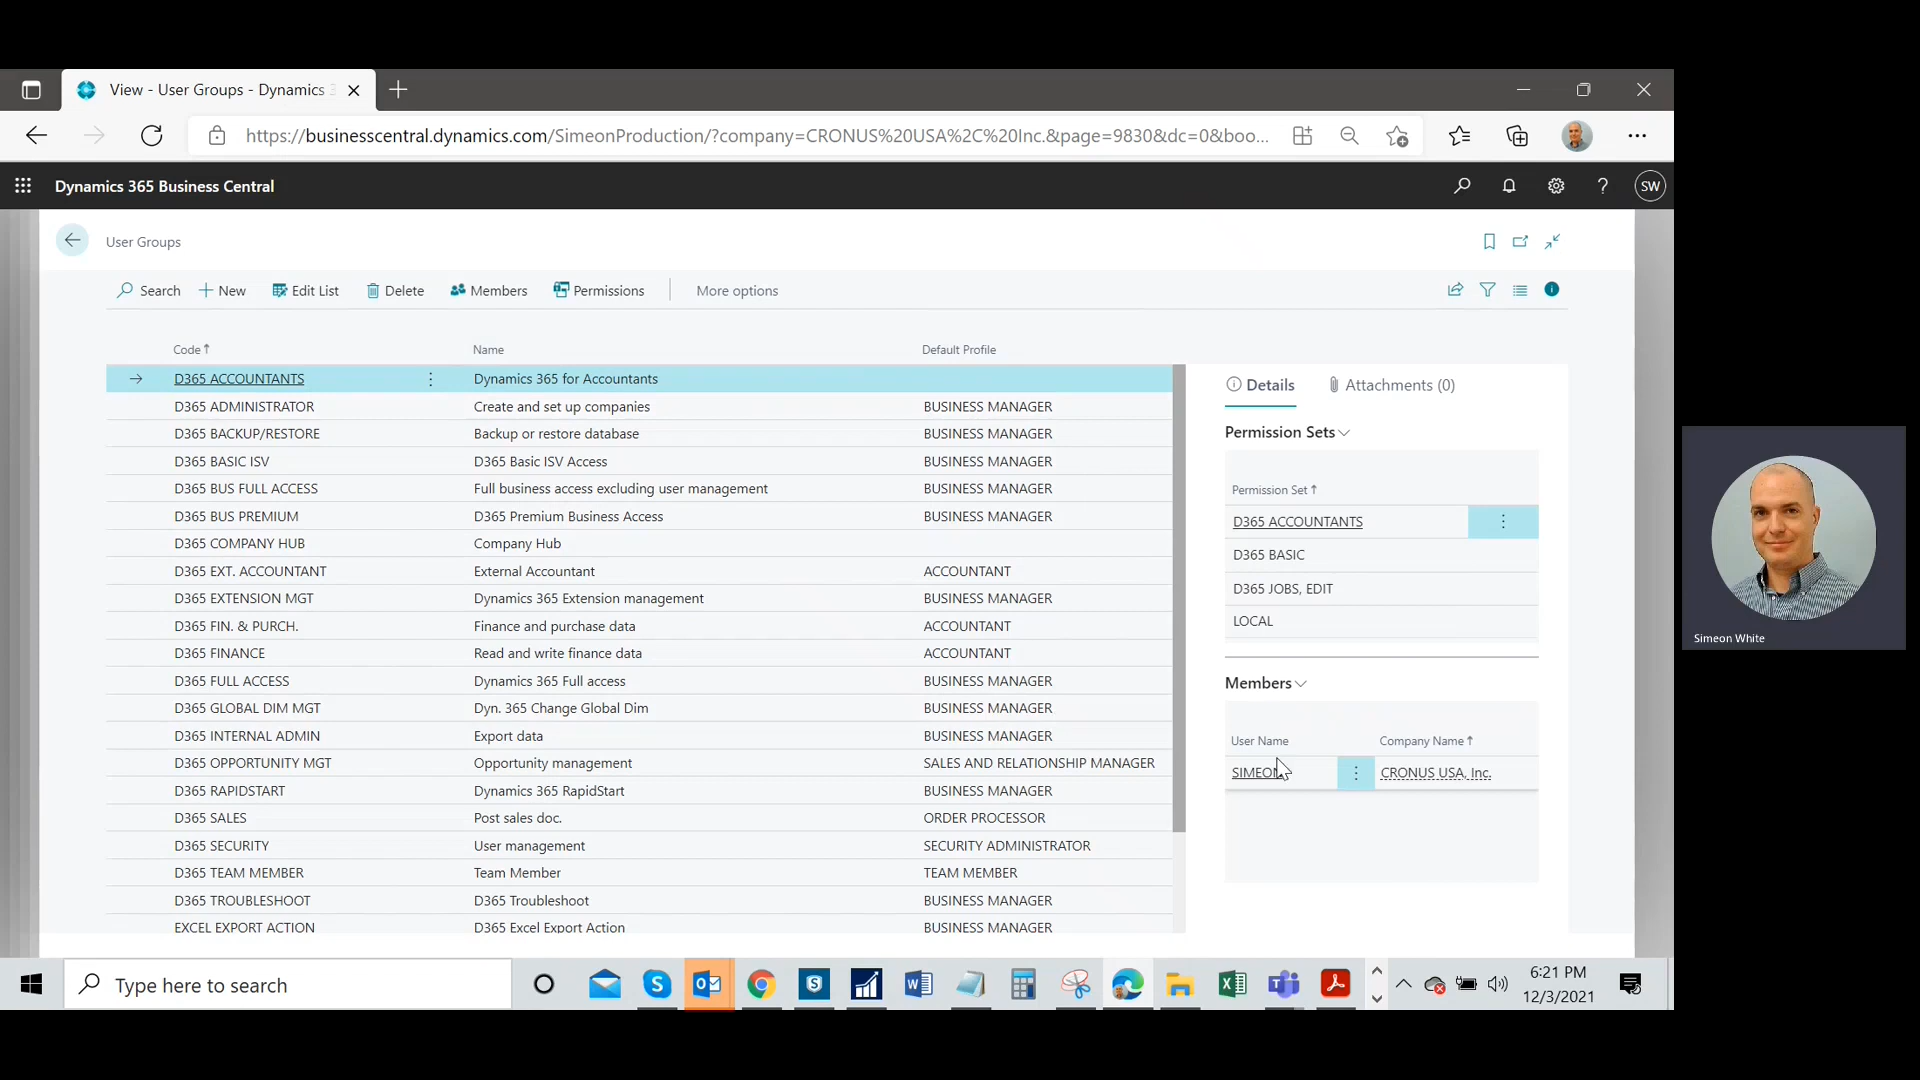 View - User Groups - Dynamics 3
https://businesscentral.dynamics.com/SimeonProduction/?company=CRONUS%20USA%2C%20Inc.&page=9830&dc=0&boo...
Dynamics 365 Business Central
SW
User Groups
Search New Edit List Delete Members Permissions More options
Code Name Default Profile
D365 ACCOUNTANTS Dynamics 365 for Accountants
D365 ADMINISTRATOR Create and set up companies BUSINESS MANAGER
D365 BACKUP/RESTORE Backup or restore database BUSINESS MANAGER
D365 BASIC ISV D365 Basic ISV Access BUSINESS MANAGER
D365 BUS FULL ACCESS Full business access excluding user management BUSINESS MANAGER
D365 BUS PREMIUM D365 Premium Business Access BUSINESS MANAGER
D365 COMPANY HUB Company Hub
D365 EXT. ACCOUNTANT External Accountant ACCOUNTANT
D365 EXTENSION MGT Dynamics 365 Extension management BUSINESS MANAGER
D365 FIN. & PURCH. Finance and purchase data ACCOUNTANT
D365 FINANCE Read and write finance data ACCOUNTANT
D365 FULL ACCESS Dynamics 365 Full access BUSINESS MANAGER
D365 GLOBAL DIM MGT Dyn. 365 Change Global Dim BUSINESS MANAGER
D365 INTERNAL ADMIN Export data BUSINESS MANAGER
D365 OPPORTUNITY MGT Opportunity management SALES AND RELATIONSHIP MANAGER
D365 RAPIDSTART Dynamics 365 RapidStart BUSINESS MANAGER
D365 SALES Post sales doc. ORDER PROCESSOR
D365 SECURITY User management SECURITY ADMINISTRATOR
D365 TEAM MEMBER Team Member TEAM MEMBER
D365 TROUBLESHOOT D365 Troubleshoot BUSINESS MANAGER
EXCEL EXPORT ACTION D365 Excel Export Action BUSINESS MANAGER
Details Attachments (0)
Permission Sets
Permission Set
D365 ACCOUNTANTS
D365 BASIC
D365 JOBS, EDIT
LOCAL
Members
User Name Company Name
SIMEON CRONUS USA, Inc.
Simeon White
Type here to search
6:21 PM
12/3/2021